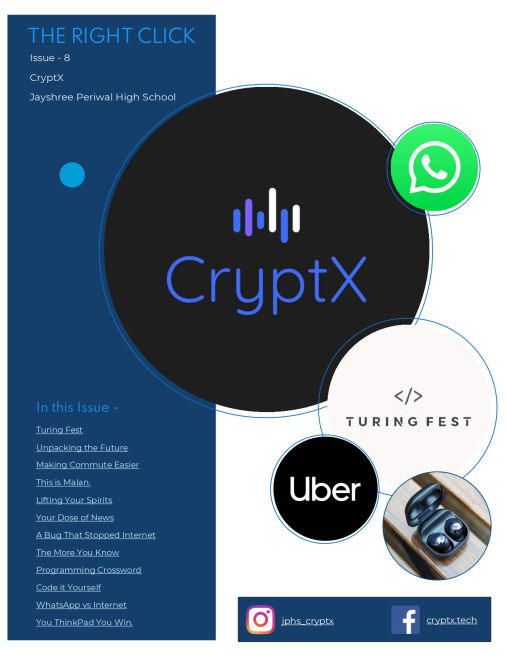 THE RIGHT CLICK
Issue - 8
CryptX
Jayshree Periwal High School
CryptX
</>
TURING FEST
Uber
In this Issue -
Turing Fest
Unpacking the Future
Making Commute Easier
This is Malan.
Lifting Your Spirits
Your Dose of News
A Bug That Stopped Internet
The More You Know
Programming Crossword
Code it Yourself
WhatsApp vs Internet
You ThinkPad You Win.
jphs_cryptx
cryptx.tech